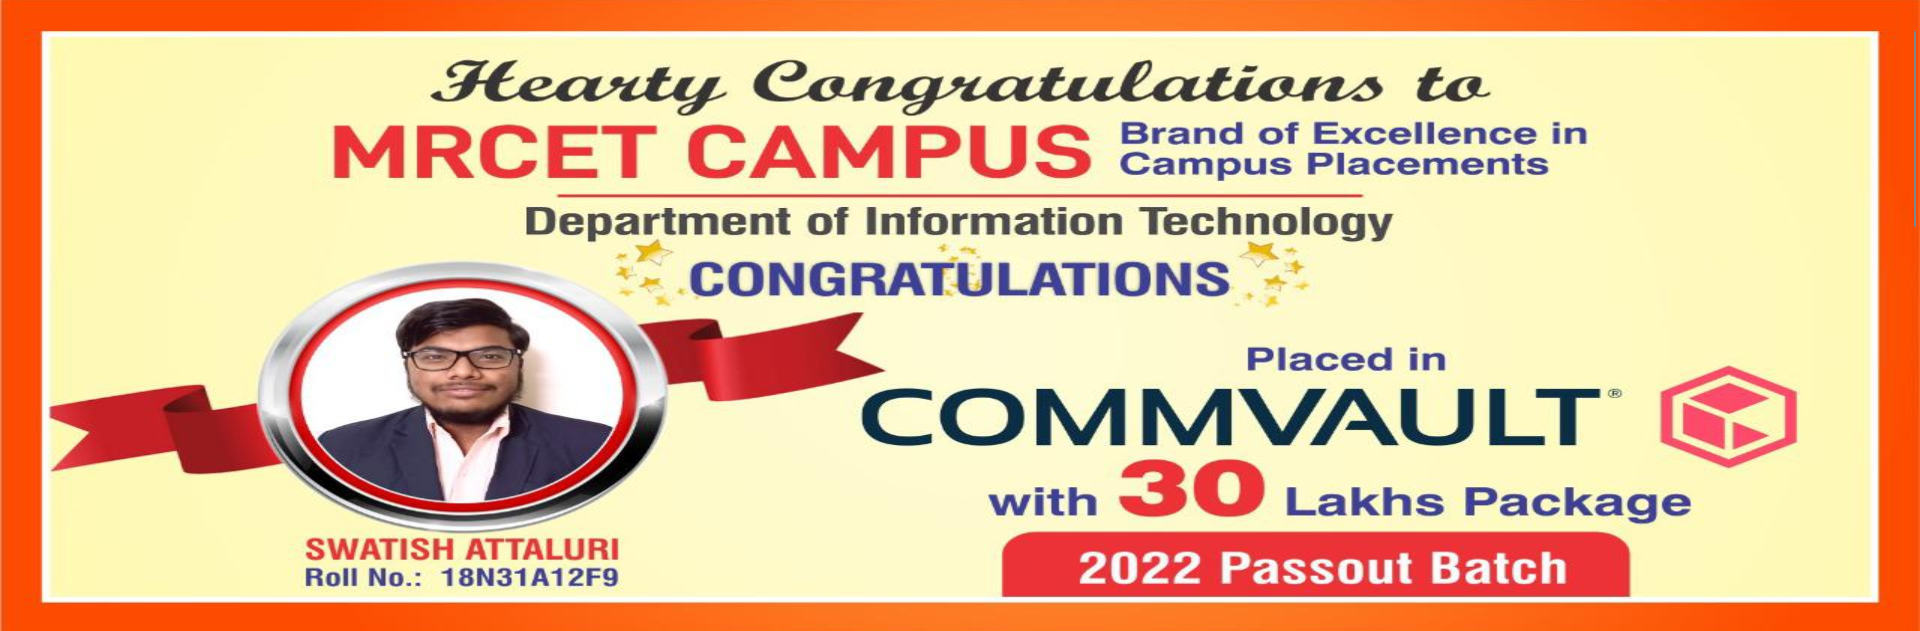 Hearty Congratulations to
MRCET CAMPUS
Brand of Excellence in
Campus Placements
Department of Information Technology
CONGRATULATIONS
Placed in
COMMVAULT®
with 30 Lakhs Package
SWATISH ATTALURI
Roll No.: 18N31A12F9
2022 Passout Batch